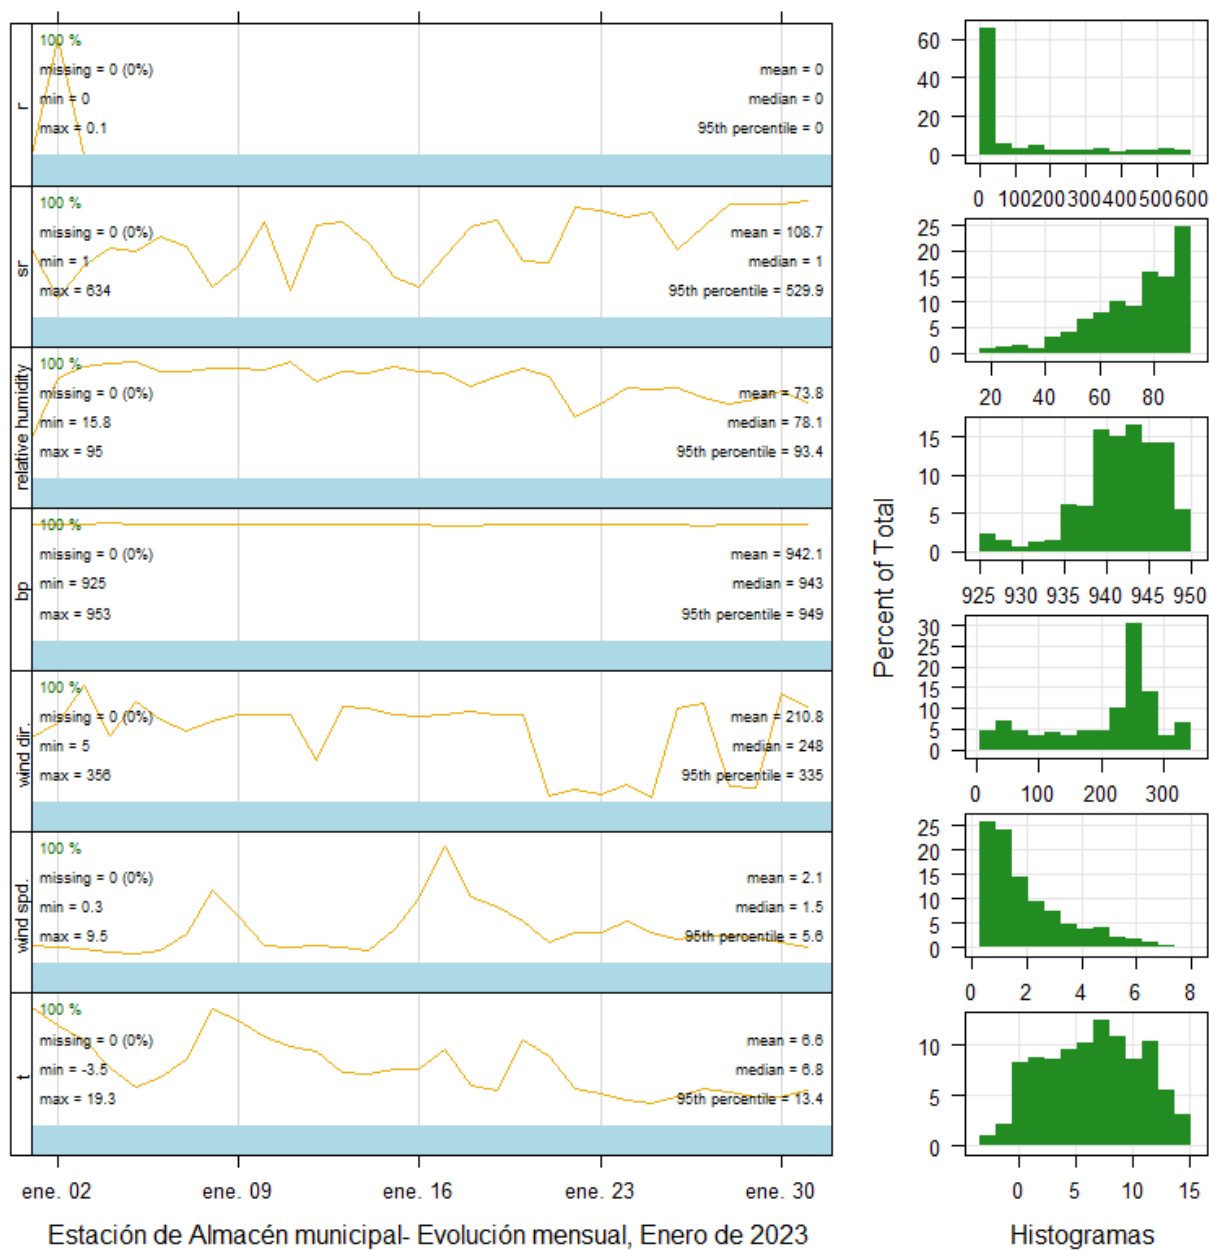 r
100 %
missing = 0 (0%)
min = 0
max = 0.1
mean = 0
median = 0
95th percentile = 0
sr
100 %
missing = 0 (0%)
min = 1
max = 634
mean = 108.7
median = 1
95th percentile = 529.9
relative humidity
100 %
missing = 0 (0%)
min = 15.8
max = 95
mean = 73.8
median = 78.1
95th percentile = 93.4
bp
100 %
missing = 0 (0%)
min = 925
max = 953
mean = 942.1
median = 943
95th percentile = 949
wind dir.
100 %
missing = 0 (0%)
min = 5
max = 356
mean = 210.8
median = 248
95th percentile = 335
wind spd.
100 %
missing = 0 (0%)
min = 0.3
max = 9.5
mean = 2.1
median = 1.5
95th percentile = 5.6
t
100 %
missing = 0 (0%)
min = -3.5
max = 19.3
mean = 6.6
median = 6.8
95th percentile = 13.4
ene. 02 ene. 09 ene. 16 ene. 23 ene. 30
Estación de Almacén municipal- Evolución mensual, Enero de 2023
Percent of Total
60
40
20
0
0 100 200 300 400 500 600
25
20
15
10
5
0
20 40 60 80
15
10
5
0
925 930 935 940 945 950
30
25
20
15
10
5
0
0 100 200 300
25
20
15
10
5
0
0 2 4 6 8
10
5
0
0 5 10 15
Histogramas